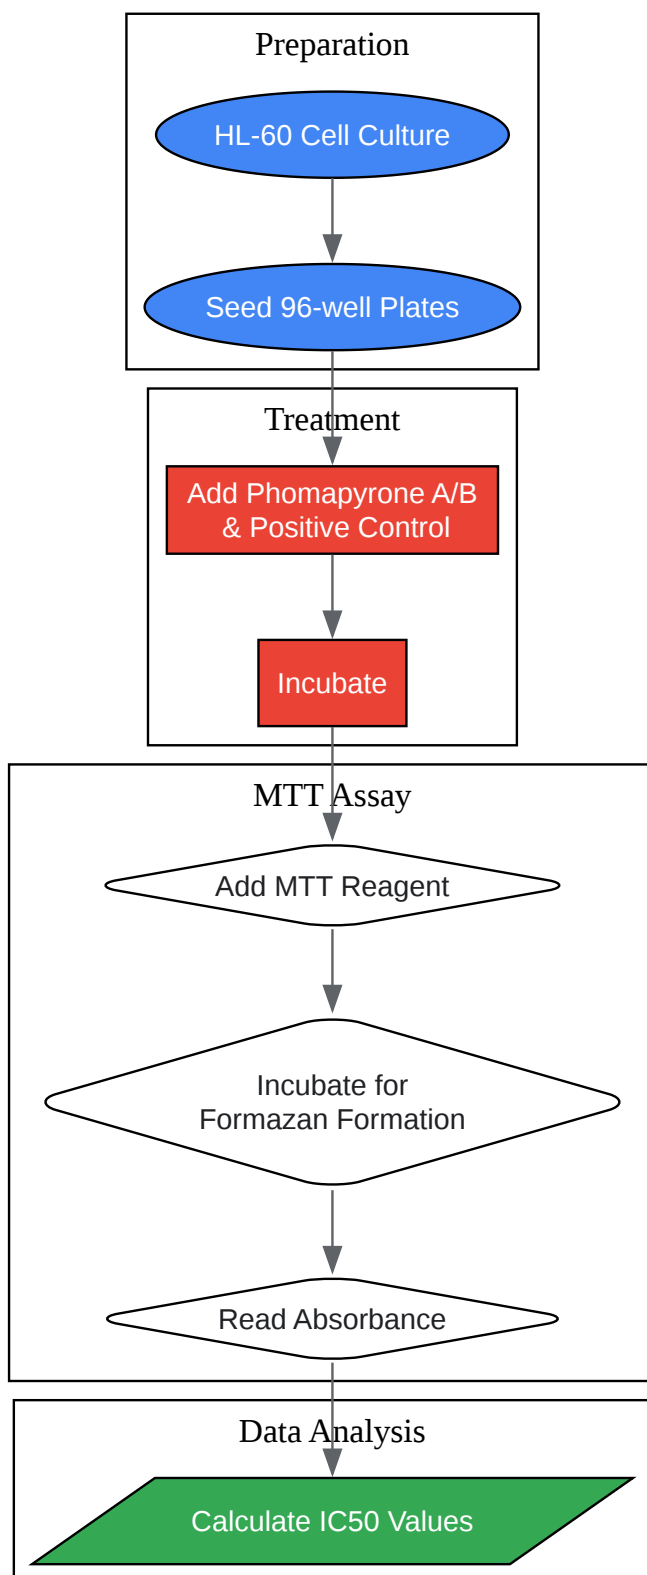 Preparation
HL-60 Cell Culture
Seed 96-well Plates
Treatment
Add Phomapyrone A/B
& Positive Control
Incubate
MTT Assay
Add MTT Reagent
Incubate for
Formazan Formation
Read Absorbance
Data Analysis
Calculate IC50 Values